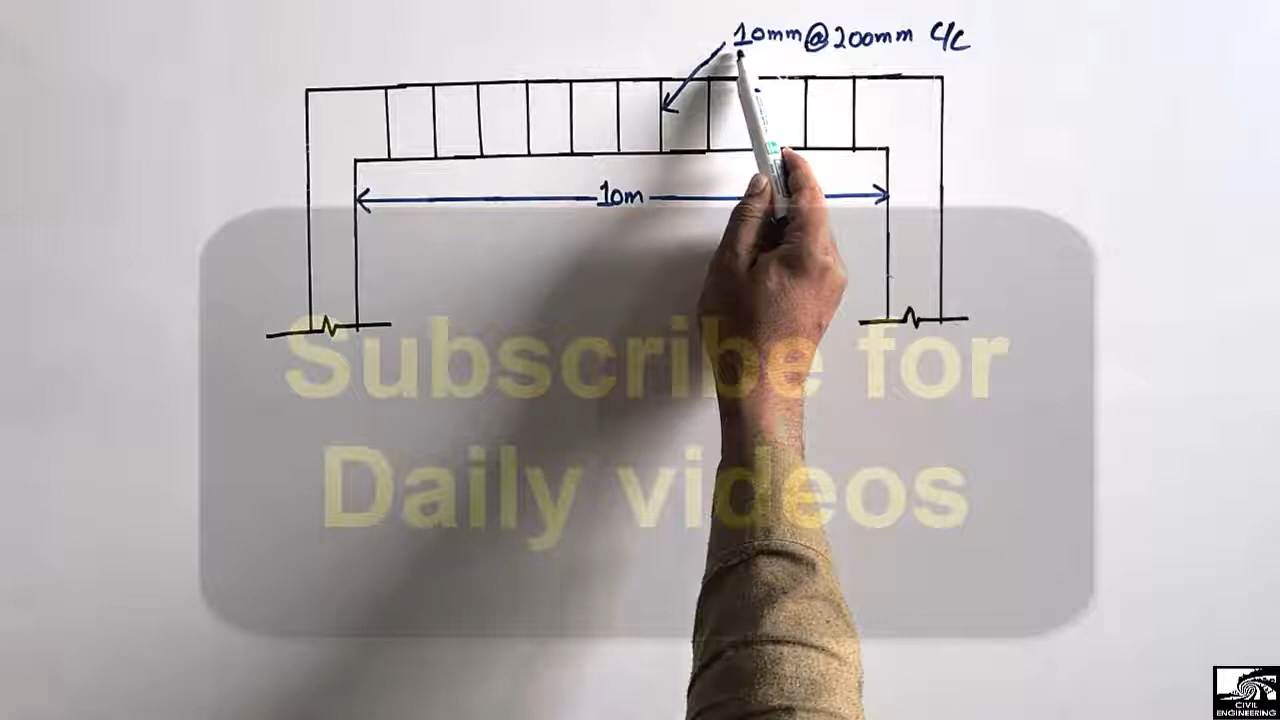 10mm@200mm C/C
10m
Subscribe for
Daily videos
CIVIL
ENGINEERING